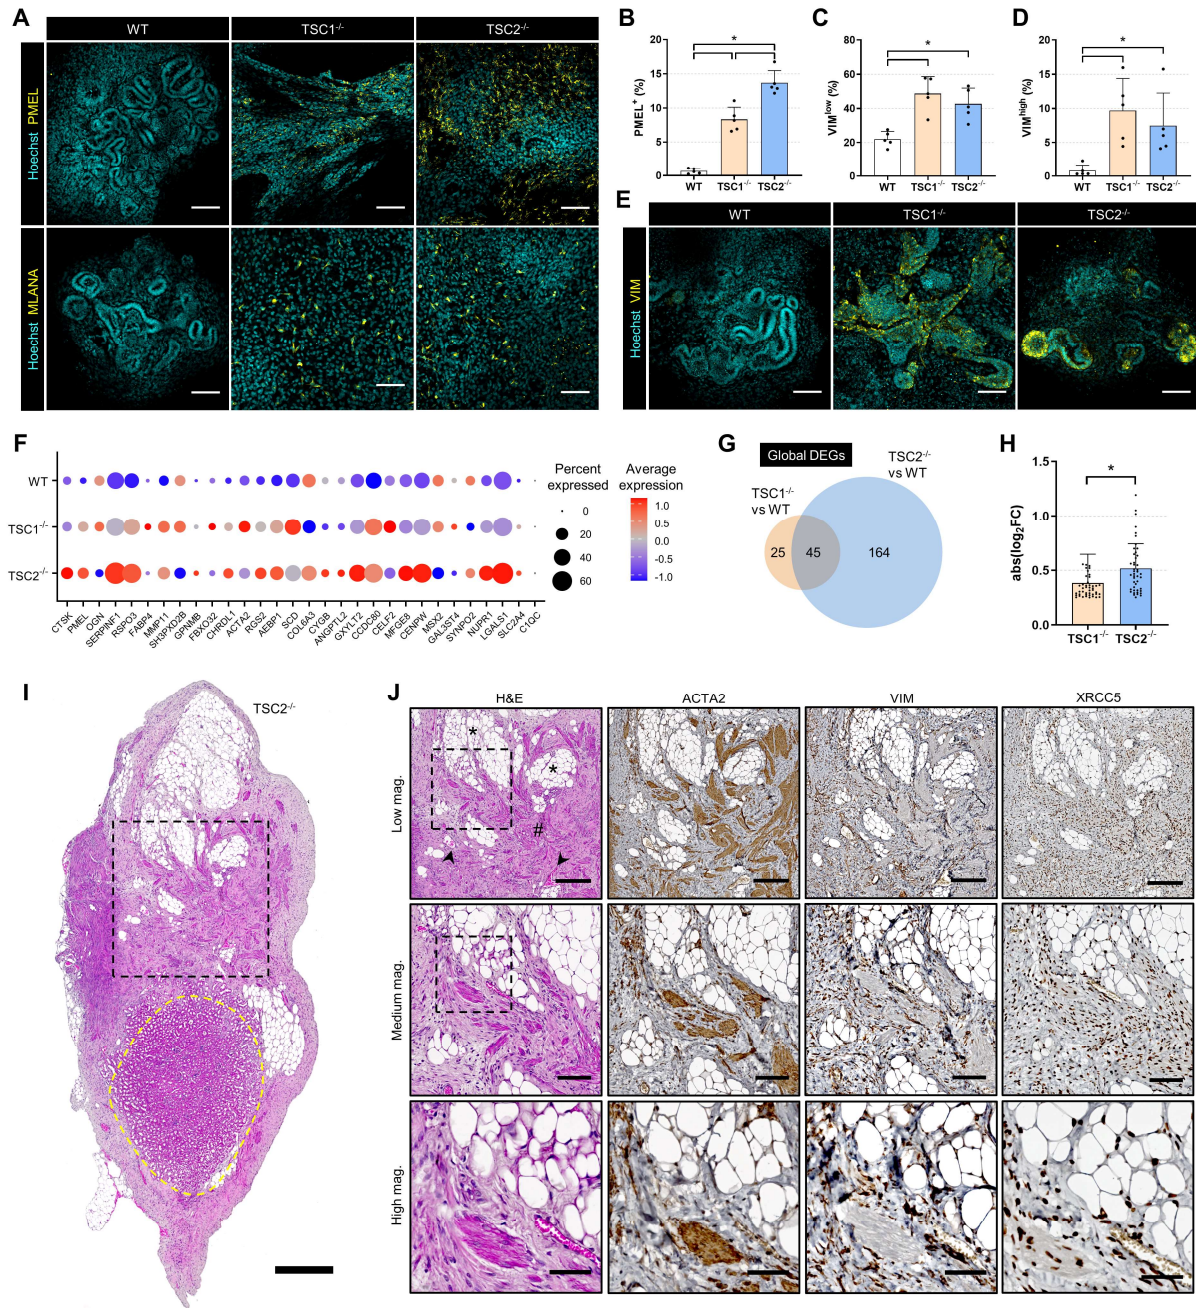 A
WT
TSC1-/-
TSC2-/-
Hoechst PMEL
Hoechst MLANA
B
PMEL+ (%)
20
15
10
5
0
*
WT
TSC1-/-
TSC2-/-
C
VIMlow (%)
80
60
40
20
0
*
WT
TSC1-/-
TSC2-/-
D
VIMhigh (%)
20
15
10
5
0
*
WT
TSC1-/-
TSC2-/-
E
WT
TSC1-/-
TSC2-/-
Hoechst VIM
F
WT
TSC1-/-
TSC2-/-
CTSK
PMEL
OGN
SERPINF1
RSPO3
FABP4
MMP11
SH3PXD2B
GPNMB
FBXO32
CHRDL1
ACTA2
RGS2
AEBP1
SCD
COL6A3
CYGB
ANGPTL2
GXYLT2
CCDC80
CELF2
MFGE8
CENPW
MSX2
GAL3ST4
SYNPO2
NUPR1
LGALS1
SLC2A4
C1QC
Percent
expressed
0
20
40
60
Average
expression
1.0
0.5
0.0
-0.5
-1.0
G
Global DEGs
TSC2-/-
vs WT
TSC1-/-
vs WT
25
45
164
H
abs(log2FC)
1.5
1.0
0.5
0.0
*
TSC1-/-
TSC2-/-
I
TSC2-/-
J
H&E
ACTA2
VIM
XRCC5
Low mag.
*
*
#
Medium mag.
High mag.